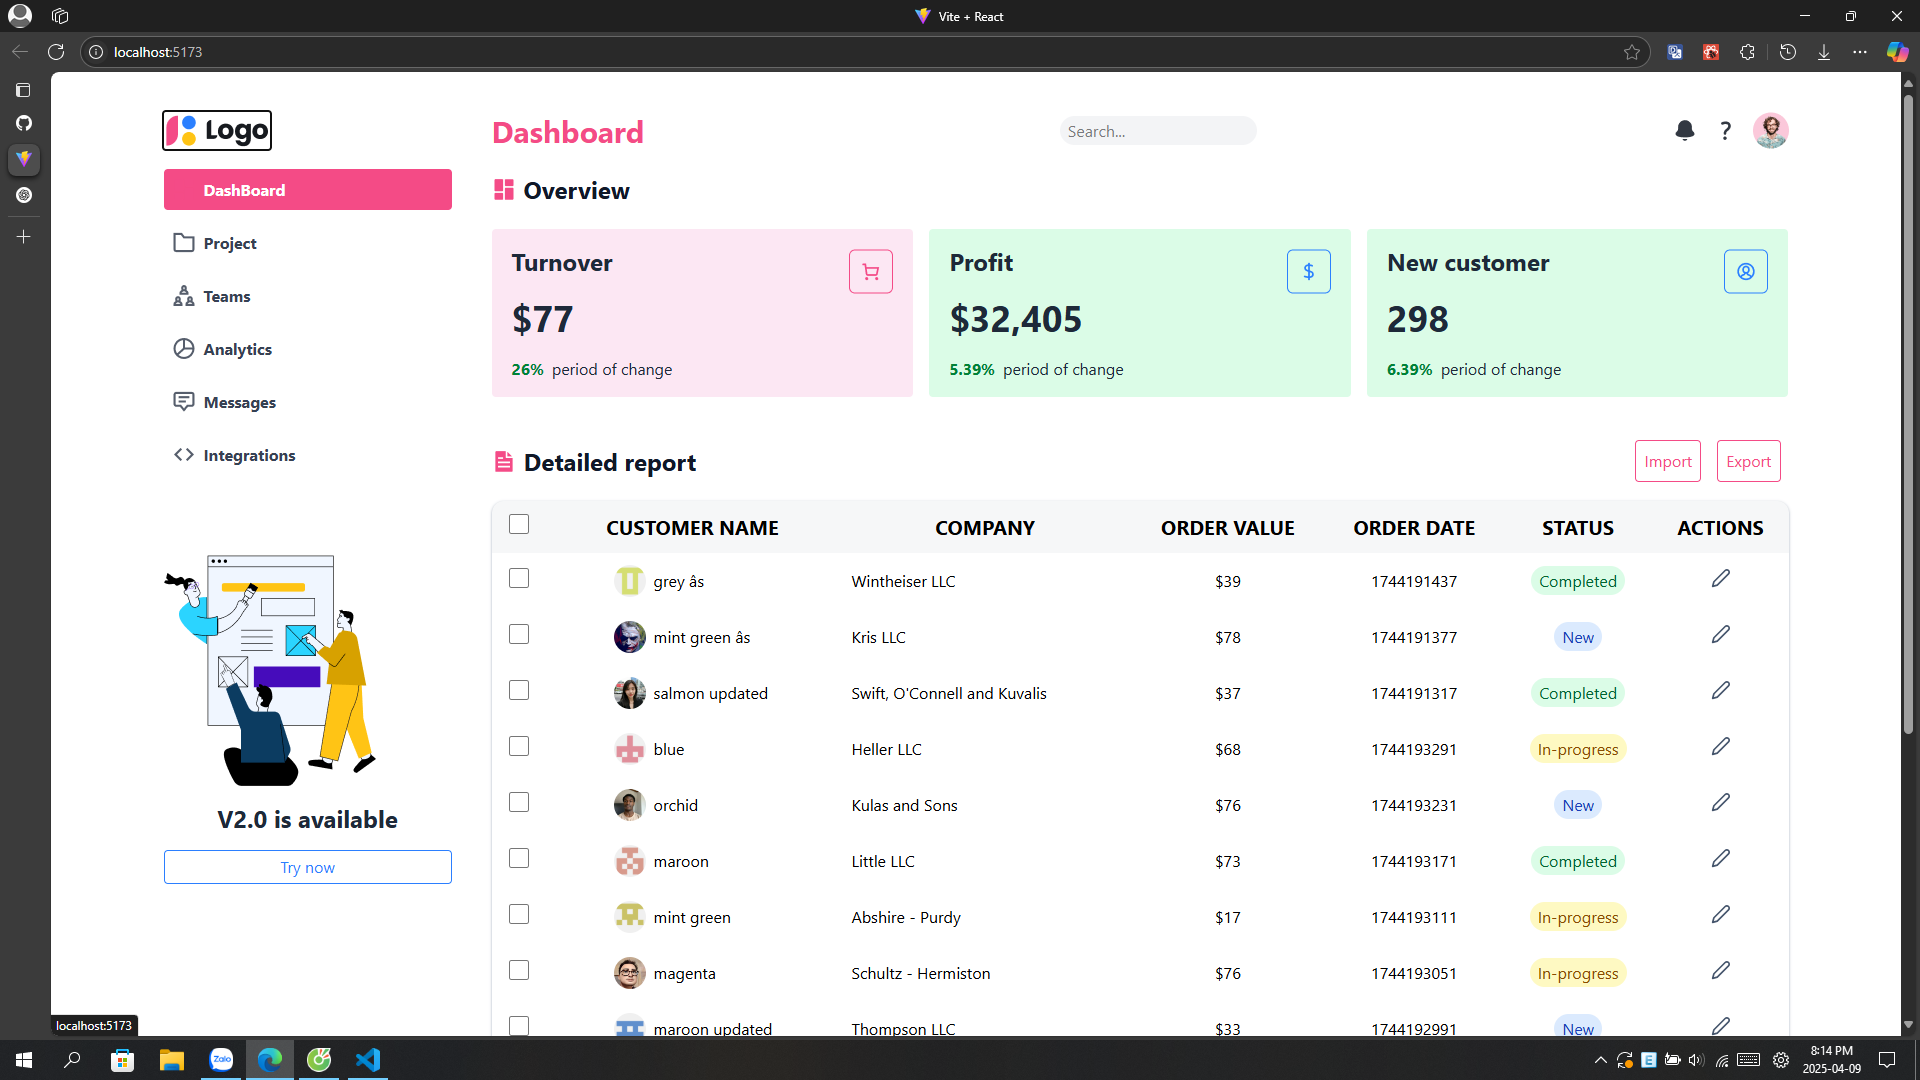 Vite + React
localhost:5173
Logo
Dashboard
Search...
?
DashBoard
Project
Teams
Analytics
Messages
Integrations
V2.0 is available
Try now
Overview
Turnover
$77
26% period of change
Profit
$
$32,405
5.39% period of change
New customer
298
6.39% period of change
Detailed report
Import
Export
CUSTOMER NAME COMPANY ORDER VALUE ORDER DATE STATUS ACTIONS
grey âs Wintheiser LLC $39 1744191437 Completed
mint green âs Kris LLC $78 1744191377 New
salmon updated Swift, O'Connell and Kuvalis $37 1744191317 Completed
blue Heller LLC $68 1744193291 In-progress
orchid Kulas and Sons $76 1744193231 New
maroon Little LLC $73 1744193171 Completed
mint green Abshire - Purdy $17 1744193111 In-progress
magenta Schultz - Hermiston $76 1744193051 In-progress
maroon updated Thompson LLC $33 1744192991 New
localhost:5173
Zalo
E
8:14 PM
2025-04-09